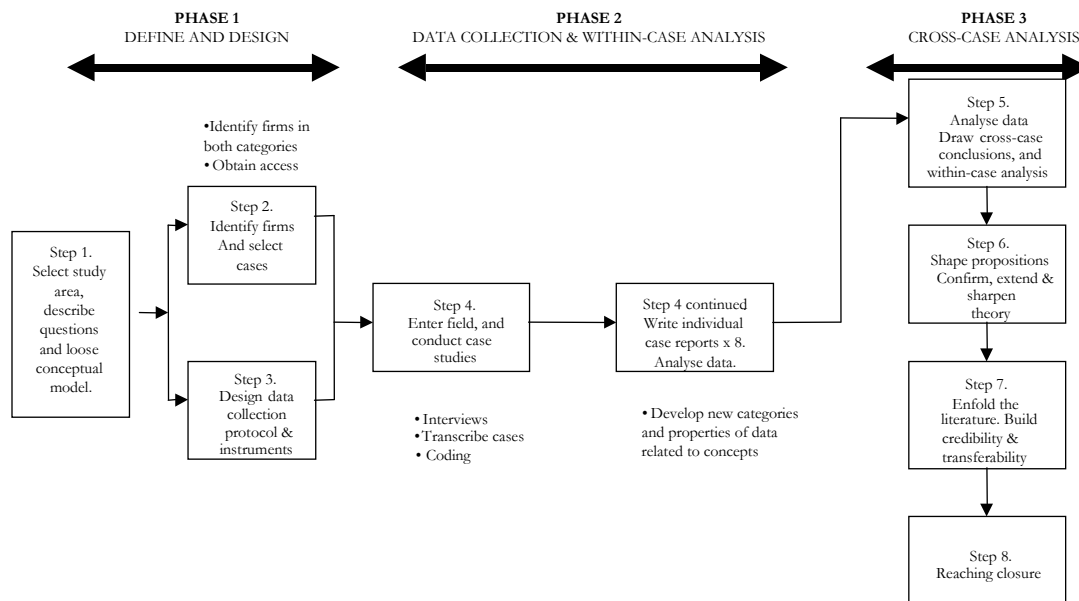 PHASE 1
DEFINE AND DESIGN
PHASE 2
DATA COLLECTION & WITHIN-CASE ANALYSIS
PHASE 3
CROSS-CASE ANALYSIS
•Identify firms in
both categories
• Obtain access
Step 1.
Select study
area,
describe
questions
and loose
conceptual
model.
Step 2.
Identify firms
And select
cases
Step 3.
Design data
collection
protocol &
instruments
Step 4.
Enter field, and
conduct case
studies
• Interviews
• Transcribe cases
• Coding
Step 4 continued.
Write individual
case reports x 8.
Analyse data.
• Develop new categories
and properties of data
related to concepts
Step 5.
Analyse data
Draw cross-case
conclusions, and
within-case analysis
Step 6.
Shape propositions
Confirm, extend &
sharpen
theory
Step 7.
Enfold the
literature. Build
credibility &
transferability
Step 8.
Reaching closure